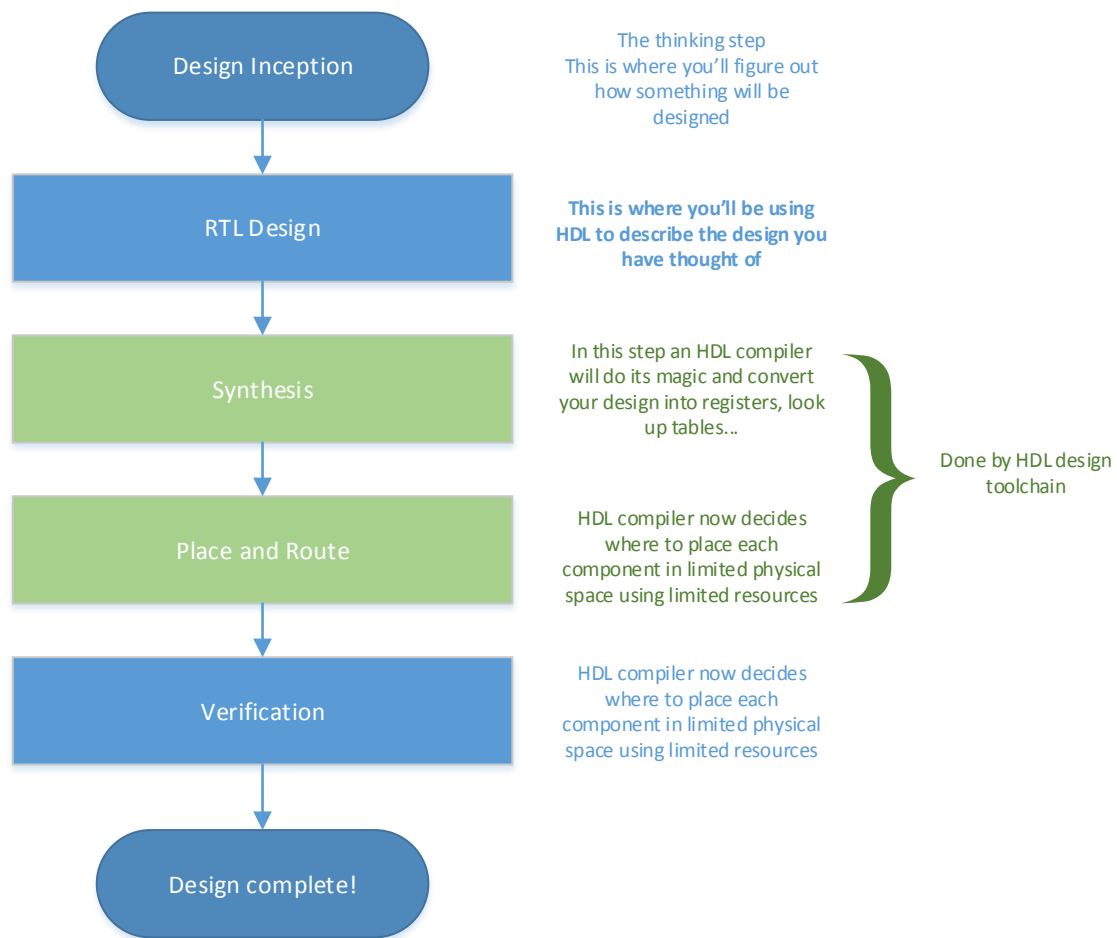 Design Inception
The thinking step
This is where you'll figure out
how something will be
designed
RTL Design
This is where you'll be using
HDL to describe the design you
have thought of
Synthesis
In this step an HDL compiler
will do its magic and convert
your design into registers, look
up tables...
Done by HDL design
toolchain
Place and Route
HDL compiler now decides
where to place each
component in limited physical
space using limited resources
Verification
HDL compiler now decides
where to place each
component in limited physical
space using limited resources
Design complete!